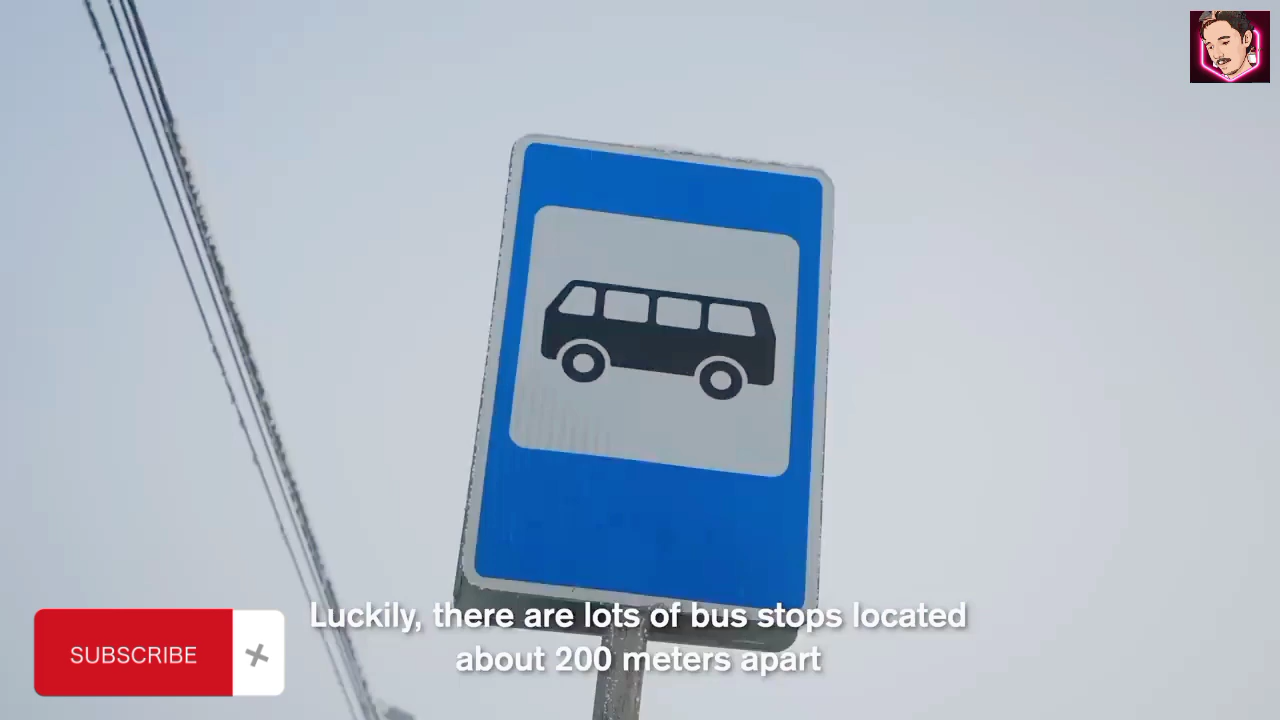 Luckily, there are lots of bus stops located
about 200 meters apart
SUBSCRIBE